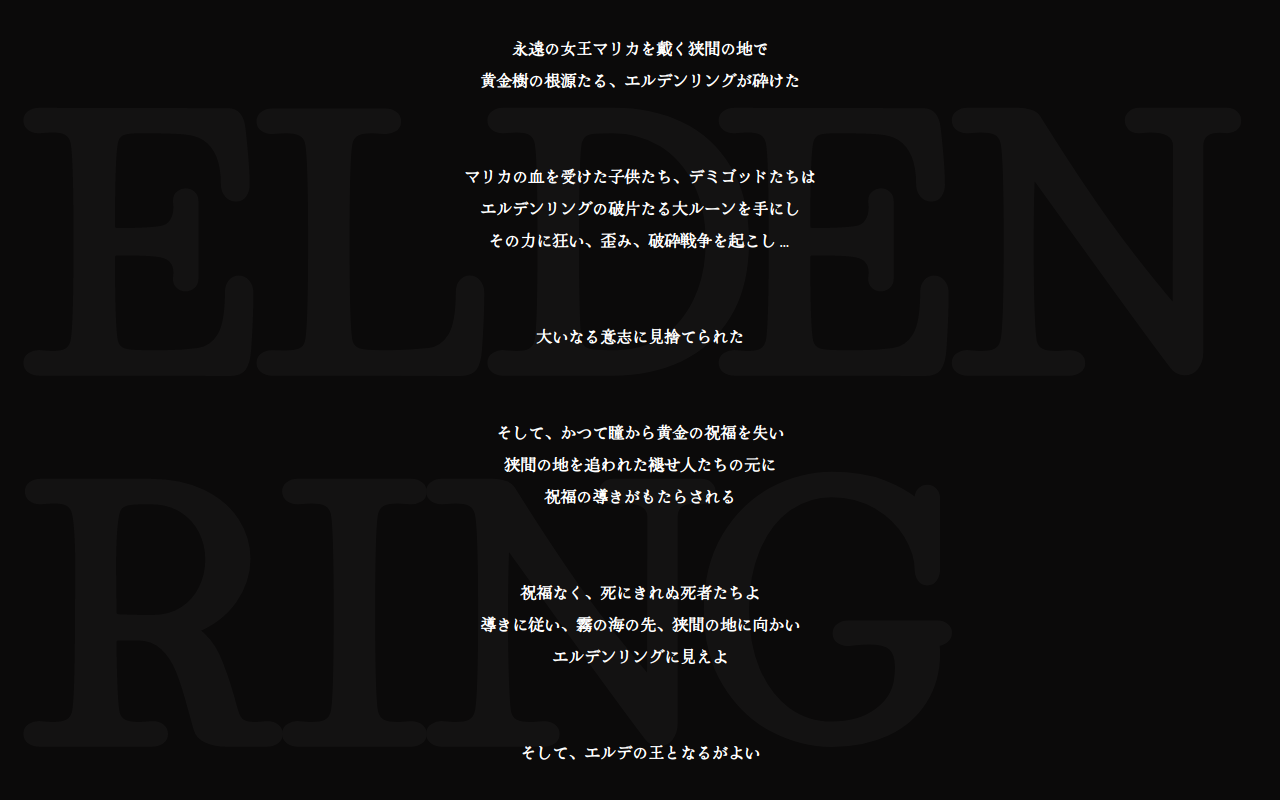 永遠の女王マリカを戴く狭間の地で
黄金樹の根源たる、エルデンリングが砕けた
マリカの血を受けた子供たち、デミゴッドたちは
エルデンリングの破片たる大ルーンを手にし
その力に狂い、歪み、破砕戦争を起こし...
大いなる意志に見捨てられた
そして、かつて瞳から黄金の祝福を失い
狭間の地を追われた褪せ人たちの元に
祝福の導きがもたらされる
祝福なく、死にきれぬ死者たちよ
導きに従い、霧の海の先、狭間の地に向かい
エルデンリングに見えよ
そして、エルデの王となるがよい
ELDEN
RING